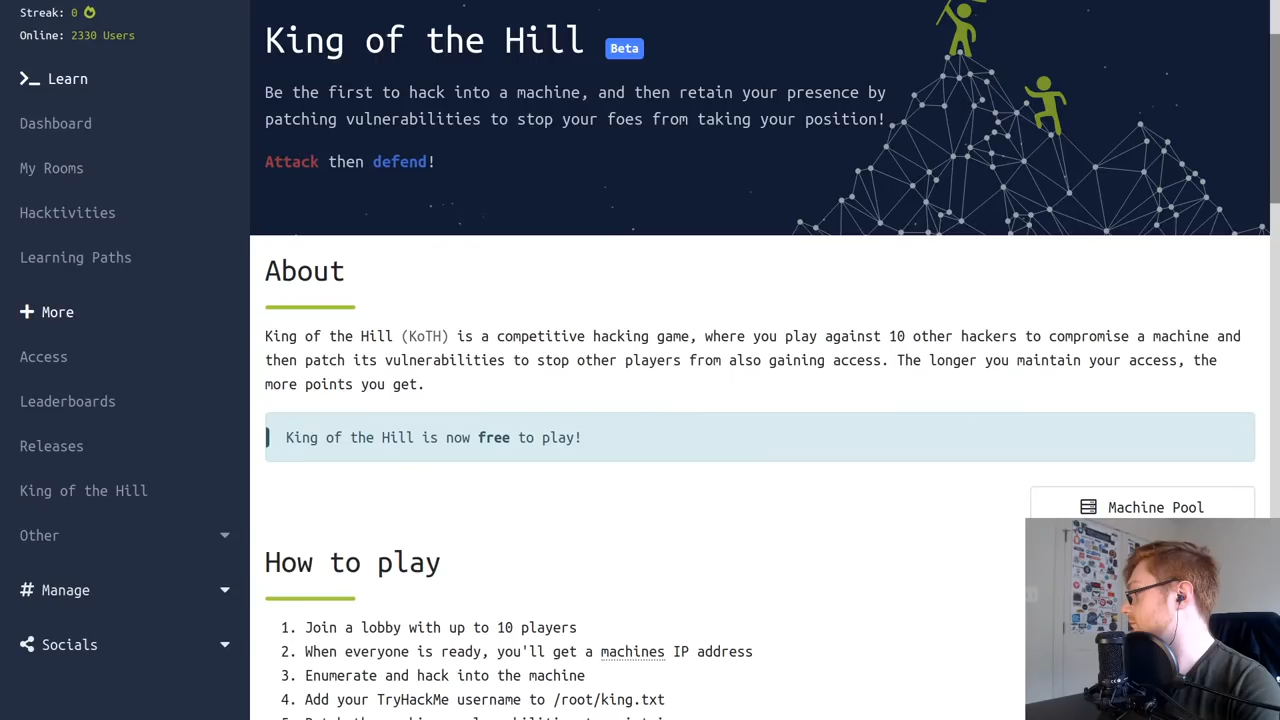 Streak: 0
Online: 2330 Users
Learn
Dashboard
My Rooms
Hacktivities
Learning Paths
More
Access
Leaderboards
Releases
King of the Hill
Other
Manage
Socials
King of the Hill Beta
Be the first to hack into a machine, and then retain your presence by
patching vulnerabilities to stop your foes from taking your position!
Attack then defend!
About
King of the Hill (KoTH) is a competitive hacking game, where you play against 10 other hackers to compromise a machine and
then patch its vulnerabilities to stop other players from also gaining access. The longer you maintain your access, the
more points you get.
King of the Hill is now free to play!
Machine Pool
How to play
1. Join a lobby with up to 10 players
2. When everyone is ready, you'll get a machines IP address
3. Enumerate and hack into the machine
4. Add your TryHackMe username to /root/king.txt